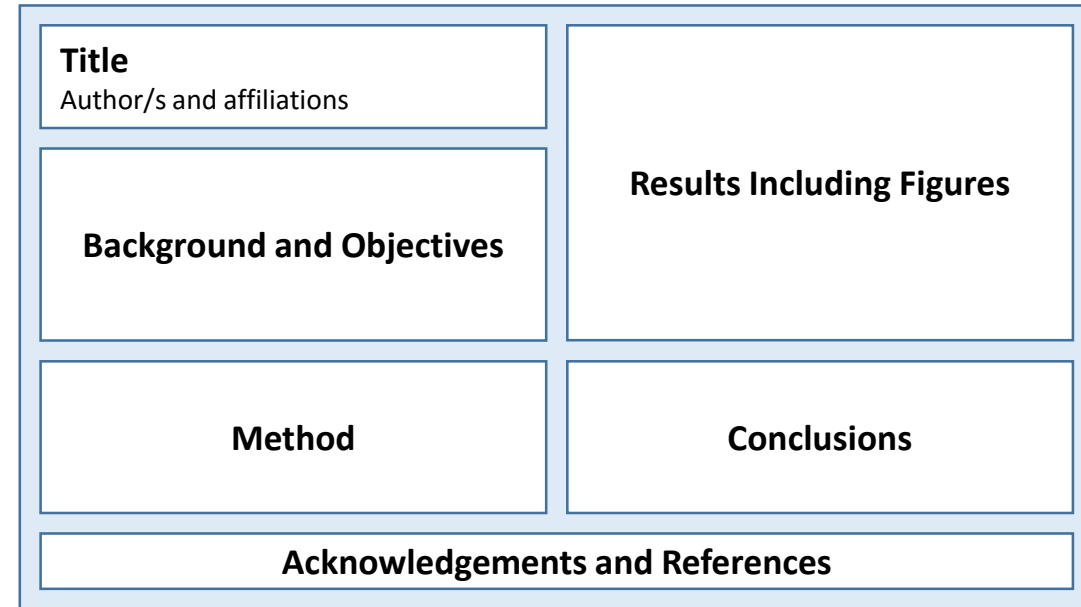 Title
Author/s and affiliations
Background and Objectives
Method
Results Including Figures
Conclusions
Acknowledgements and References